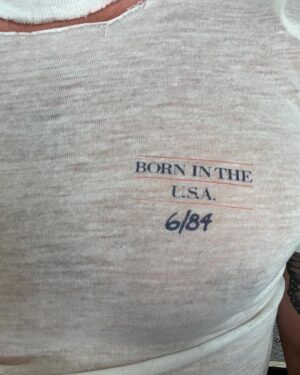 BORN IN THE
U.S.A.
6/84